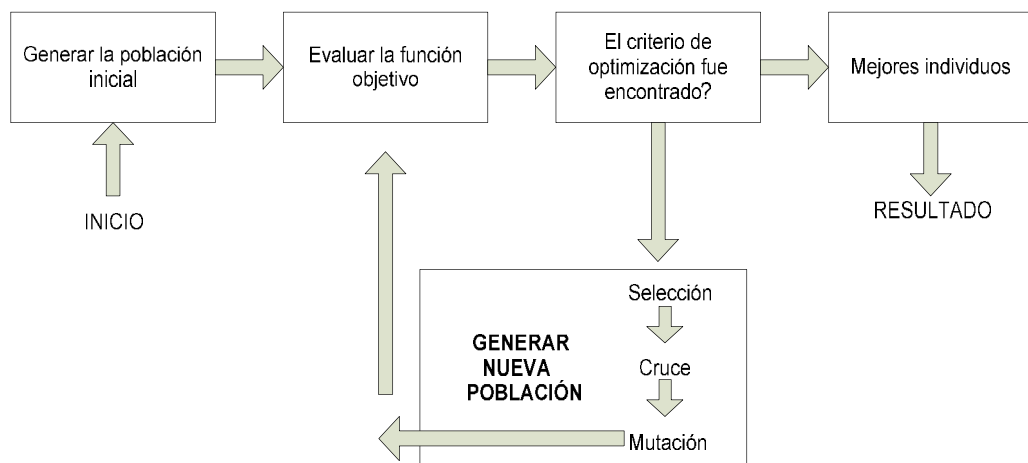 Generar la población
inicial
Evaluar la función
objetivo
El criterio de
optimización fue
encontrado?
Mejores individuos
INICIO
RESULTADO
GENERAR
NUEVA
POBLACIÓN
Selección
Cruce
Mutación